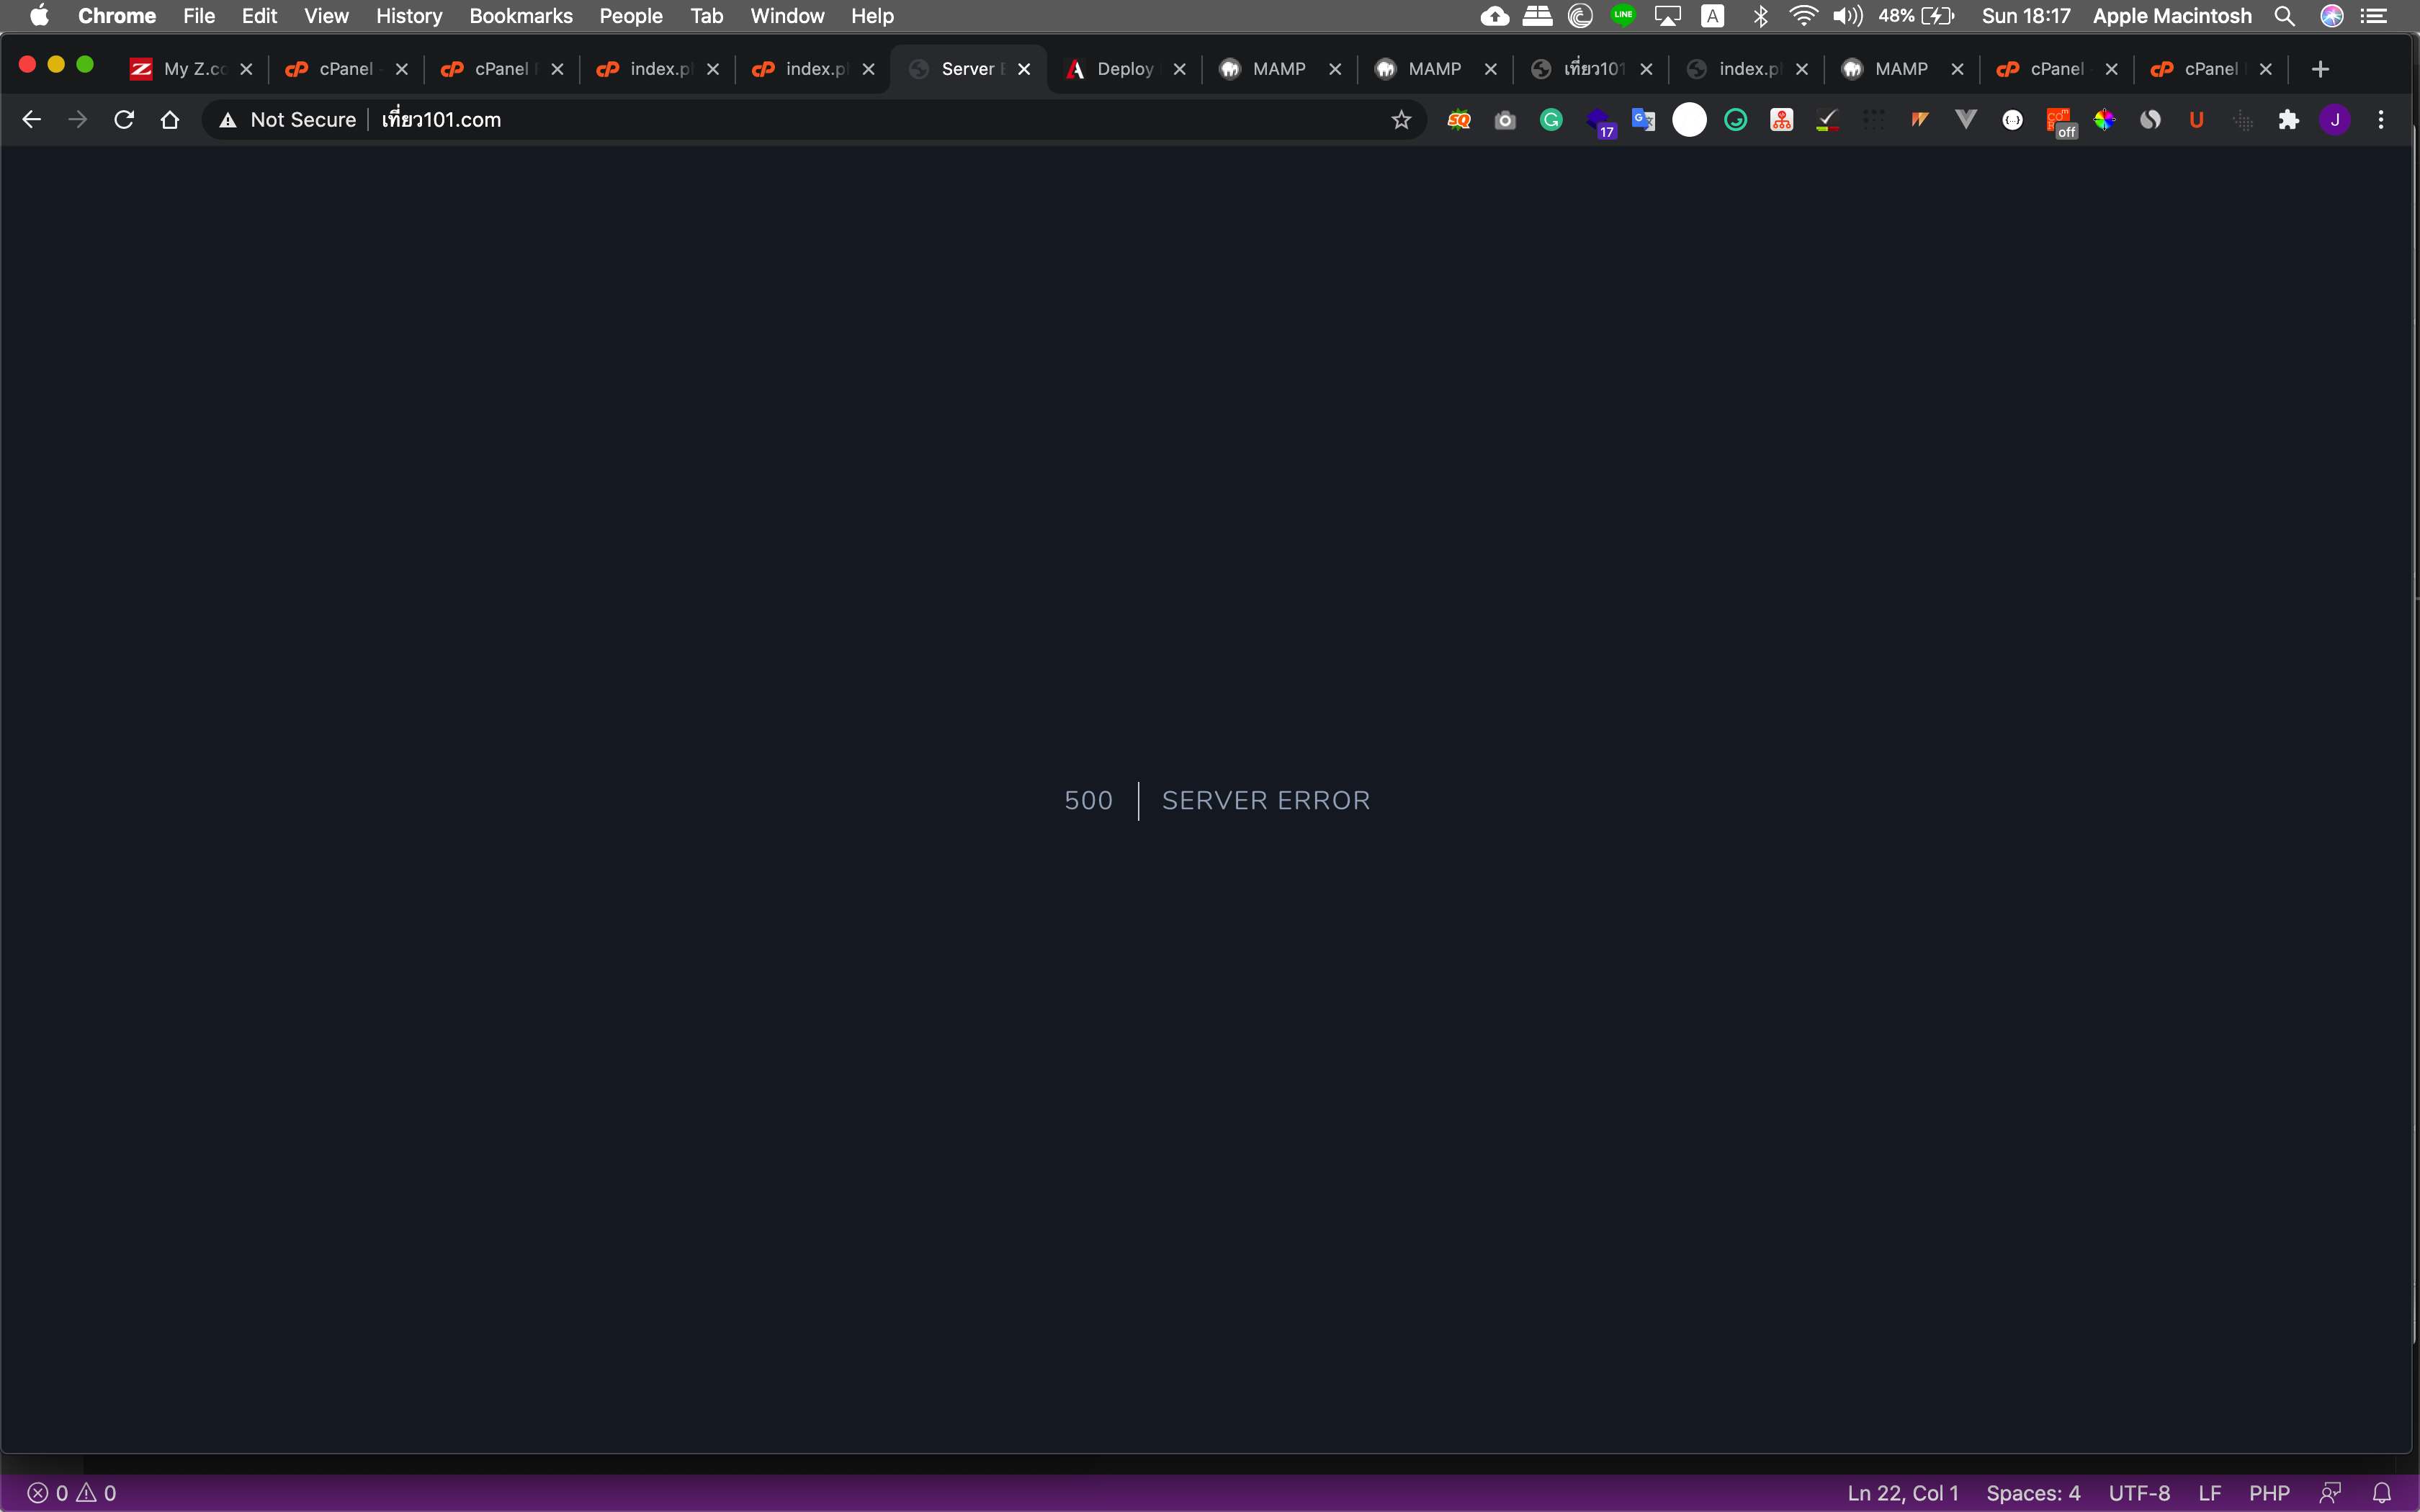 Chrome File Edit View History Bookmarks People Tab Window Help LINE A 48% Sun 18:17 Apple Macintosh
My Z.co cPanel - cPanel F index.p index.p Server E Deploy MAMP MAMP เที่ยว101 index.p MAMP cPanel cPanel
Not Secure เที่ยว101.com SQ 17 off U J
500 SERVER ERROR
0 0 Ln 22, Col 1 Spaces: 4 UTF-8 LF PHP